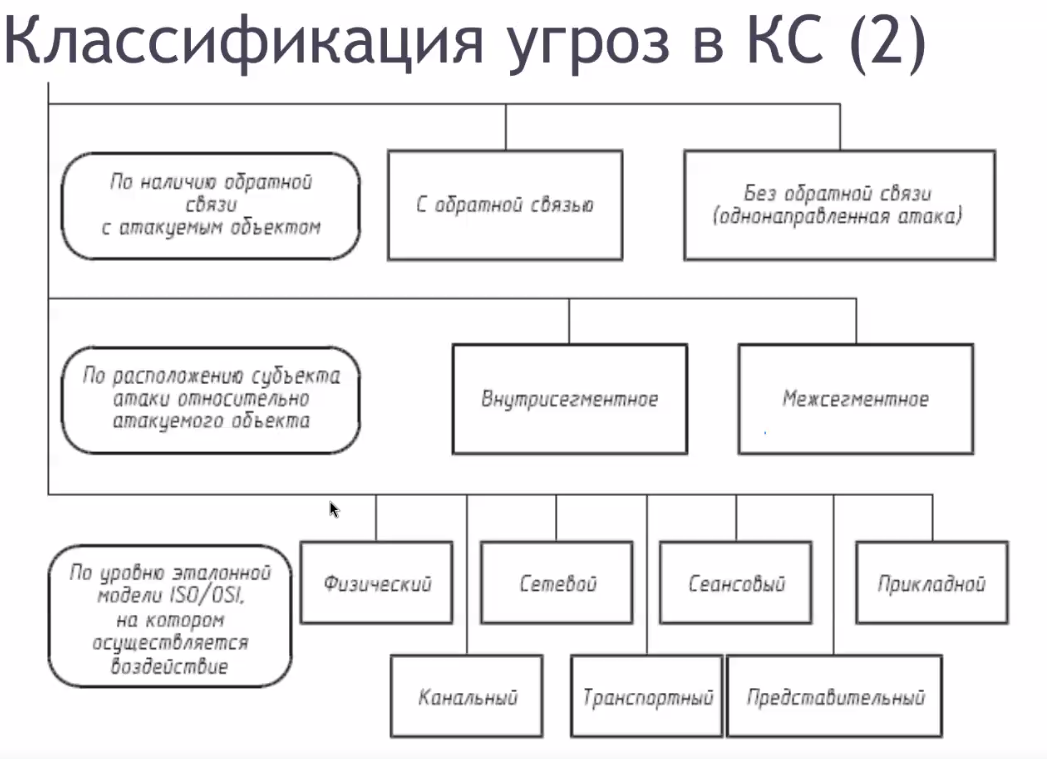 Классификация угроз в КС (2)
По наличию обратной
связи
с атакуемым объектом
С обратной связью
Без обратной связи
(однонаправленная атака)
По расположению субъекта
атаки относительно
атакуемого объекта
Внутрисегментное
Межсегментное
По уровню эталонной
модели ISO/OSI,
на котором
осуществляется
воздействие
Физический
Сетевой
Сеансовый
Прикладной
Канальный
Транспортный
Представительный